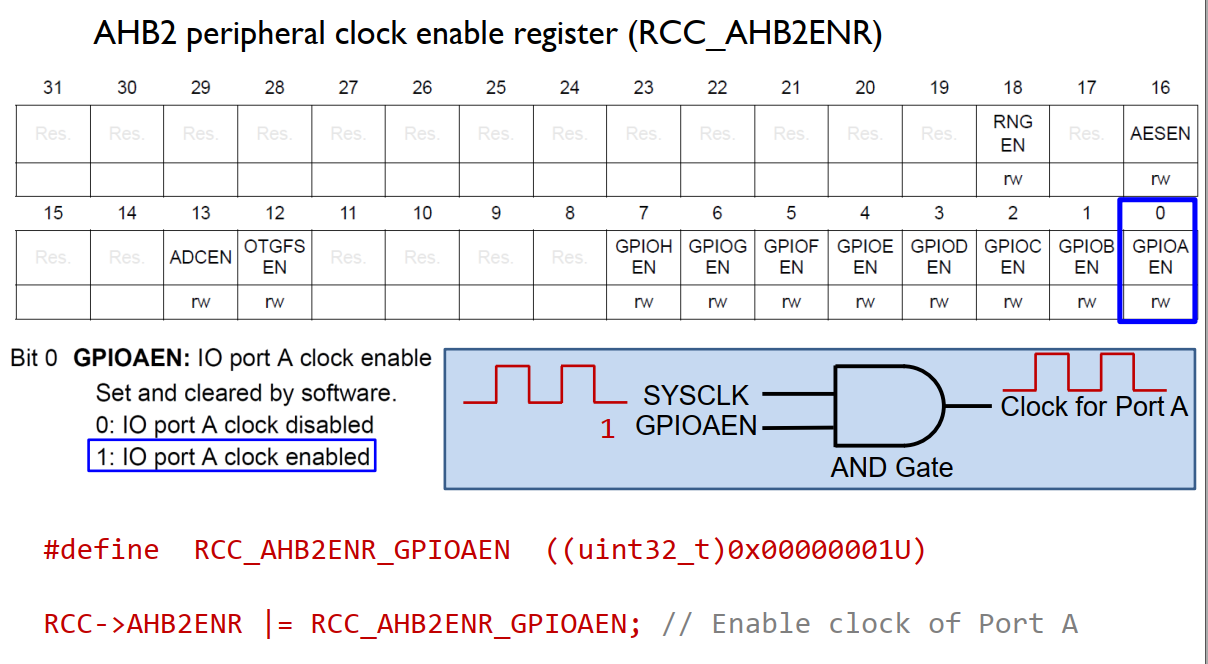 AHB2 peripheral clock enable register (RCC_AHB2ENR)
31 30 29 28 27 26 25 24 23 22 21 20 19 18 17 16
Res. Res. Res. Res. Res. Res. Res. Res. Res. Res. Res. Res. Res. RNG EN Res. AESEN
rw rw
15 14 13 12 11 10 9 8 7 6 5 4 3 2 1 0
Res. Res. ADCEN OTGFS EN Res. Res. Res. Res. GPIOH EN GPIOG EN GPIOF EN GPIOE EN GPIOD EN GPIOC EN GPIOB EN GPIOA EN
rw rw rw rw rw rw rw rw rw rw
Bit 0 GPIOAEN: IO port A clock enable
Set and cleared by software.
0: IO port A clock disabled
1: IO port A clock enabled
SYSCLK
1 GPIOAEN
Clock for Port A
AND Gate
#define RCC_AHB2ENR_GPIOAEN ((uint32_t)0x00000001U)
RCC->AHB2ENR |= RCC_AHB2ENR_GPIOAEN; // Enable clock of Port A